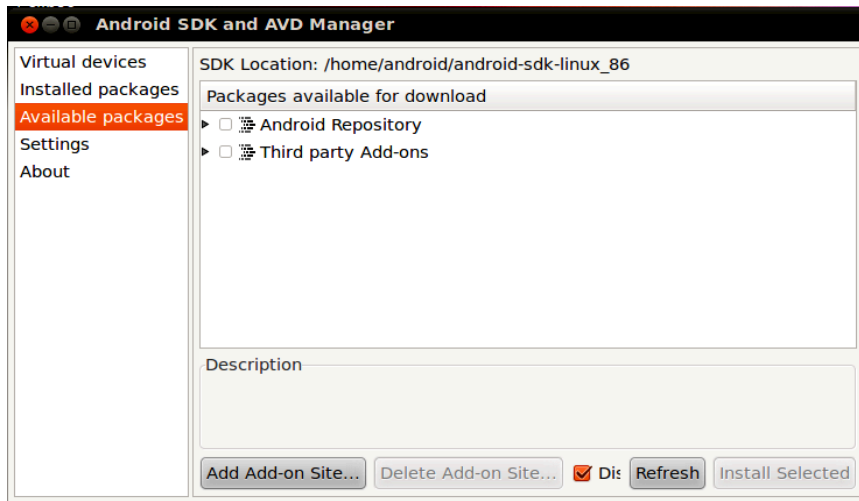 Android SDK and AVD Manager
Virtual devices
Installed packages
Available packages
Settings
About
SDK Location: /home/android/android-sdk-linux_86
Packages available for download
Android Repository
Third party Add-ons
Description
Add Add-on Site... Delete Add-on Site... Dis Refresh Install Selected